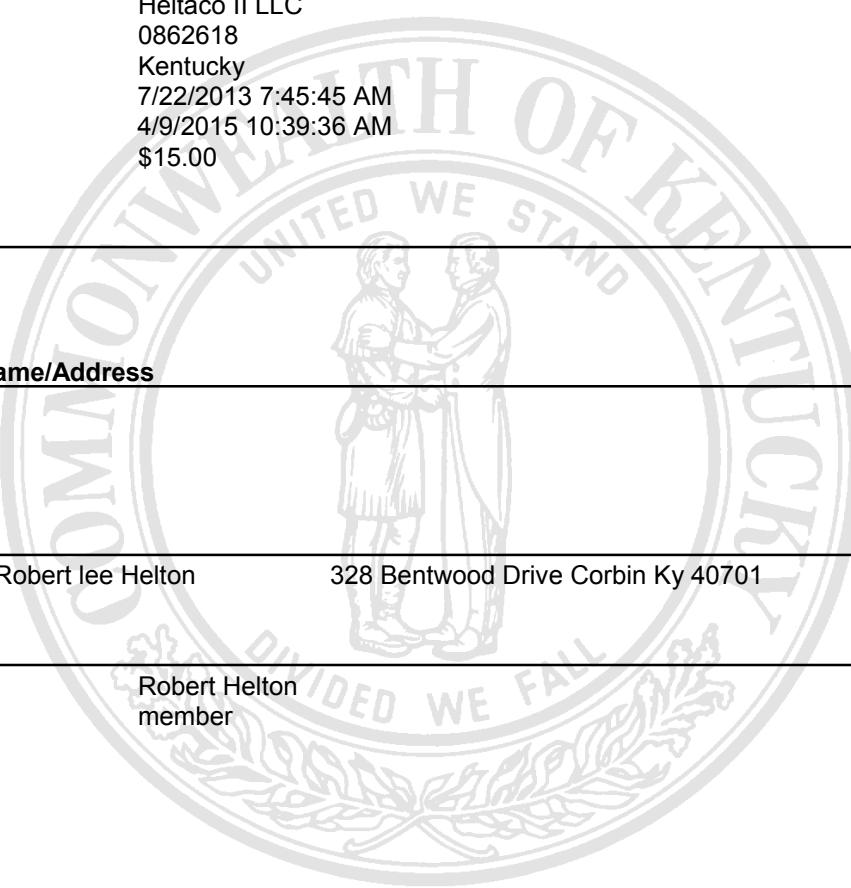 Heltaco II LLC
0862618
Kentucky
7/22/2013 7:45:45 AM
4/9/2015 10:39:36 AM
$15.00
COMMONWEALTH OF KENTUCKY
UNITED WE STAND
ame/Address
Robert lee Helton 328 Bentwood Drive Corbin Ky 40701
DIVIDED WE FALL
Robert Helton
member